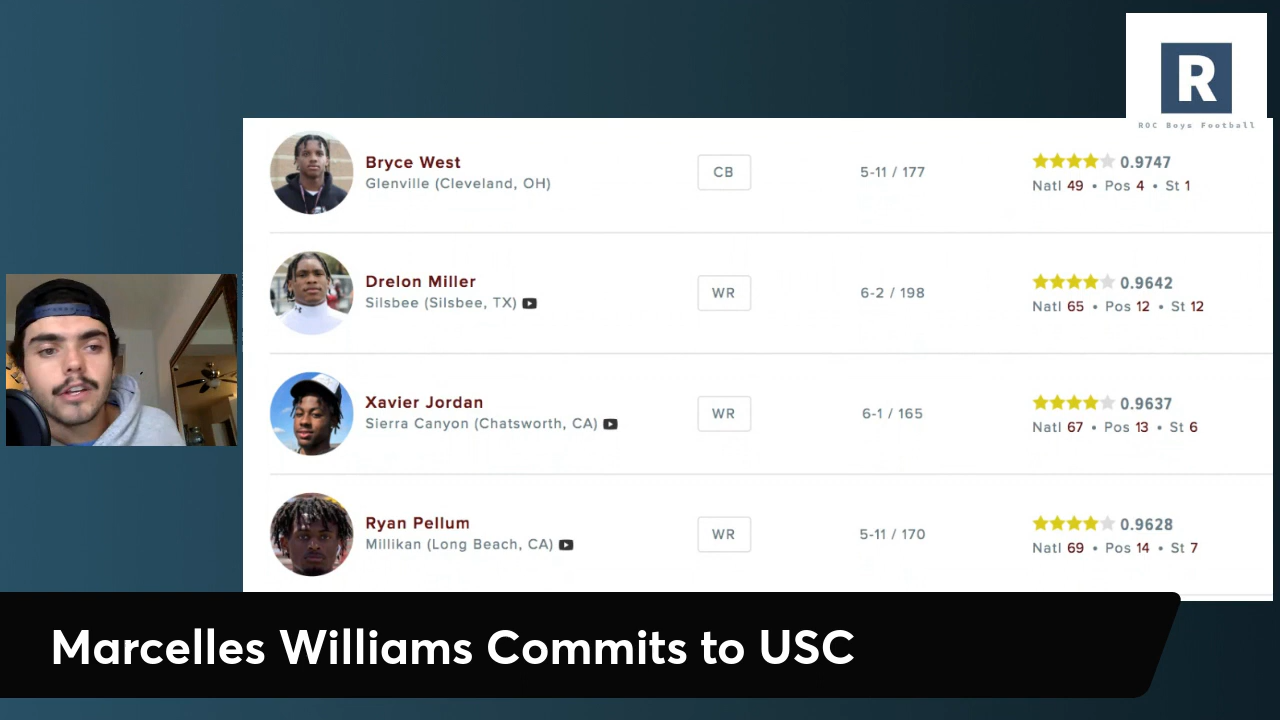 R
ROC Boys Football
Bryce West
Glenville (Cleveland, OH)
CB
5-11 / 177
0.9747
Natl 49 • Pos 4 • St 1
Drelon Miller
Silsbee (Silsbee, TX)
WR
6-2 / 198
0.9642
Natl 65 • Pos 12 • St 12
Xavier Jordan
Sierra Canyon (Chatsworth, CA)
WR
6-1 / 165
0.9637
Natl 67 • Pos 13 • St 6
Ryan Pellum
Millikan (Long Beach, CA)
WR
5-11 / 170
0.9628
Natl 69 • Pos 14 • St 7
Marcelles Williams Commits to USC